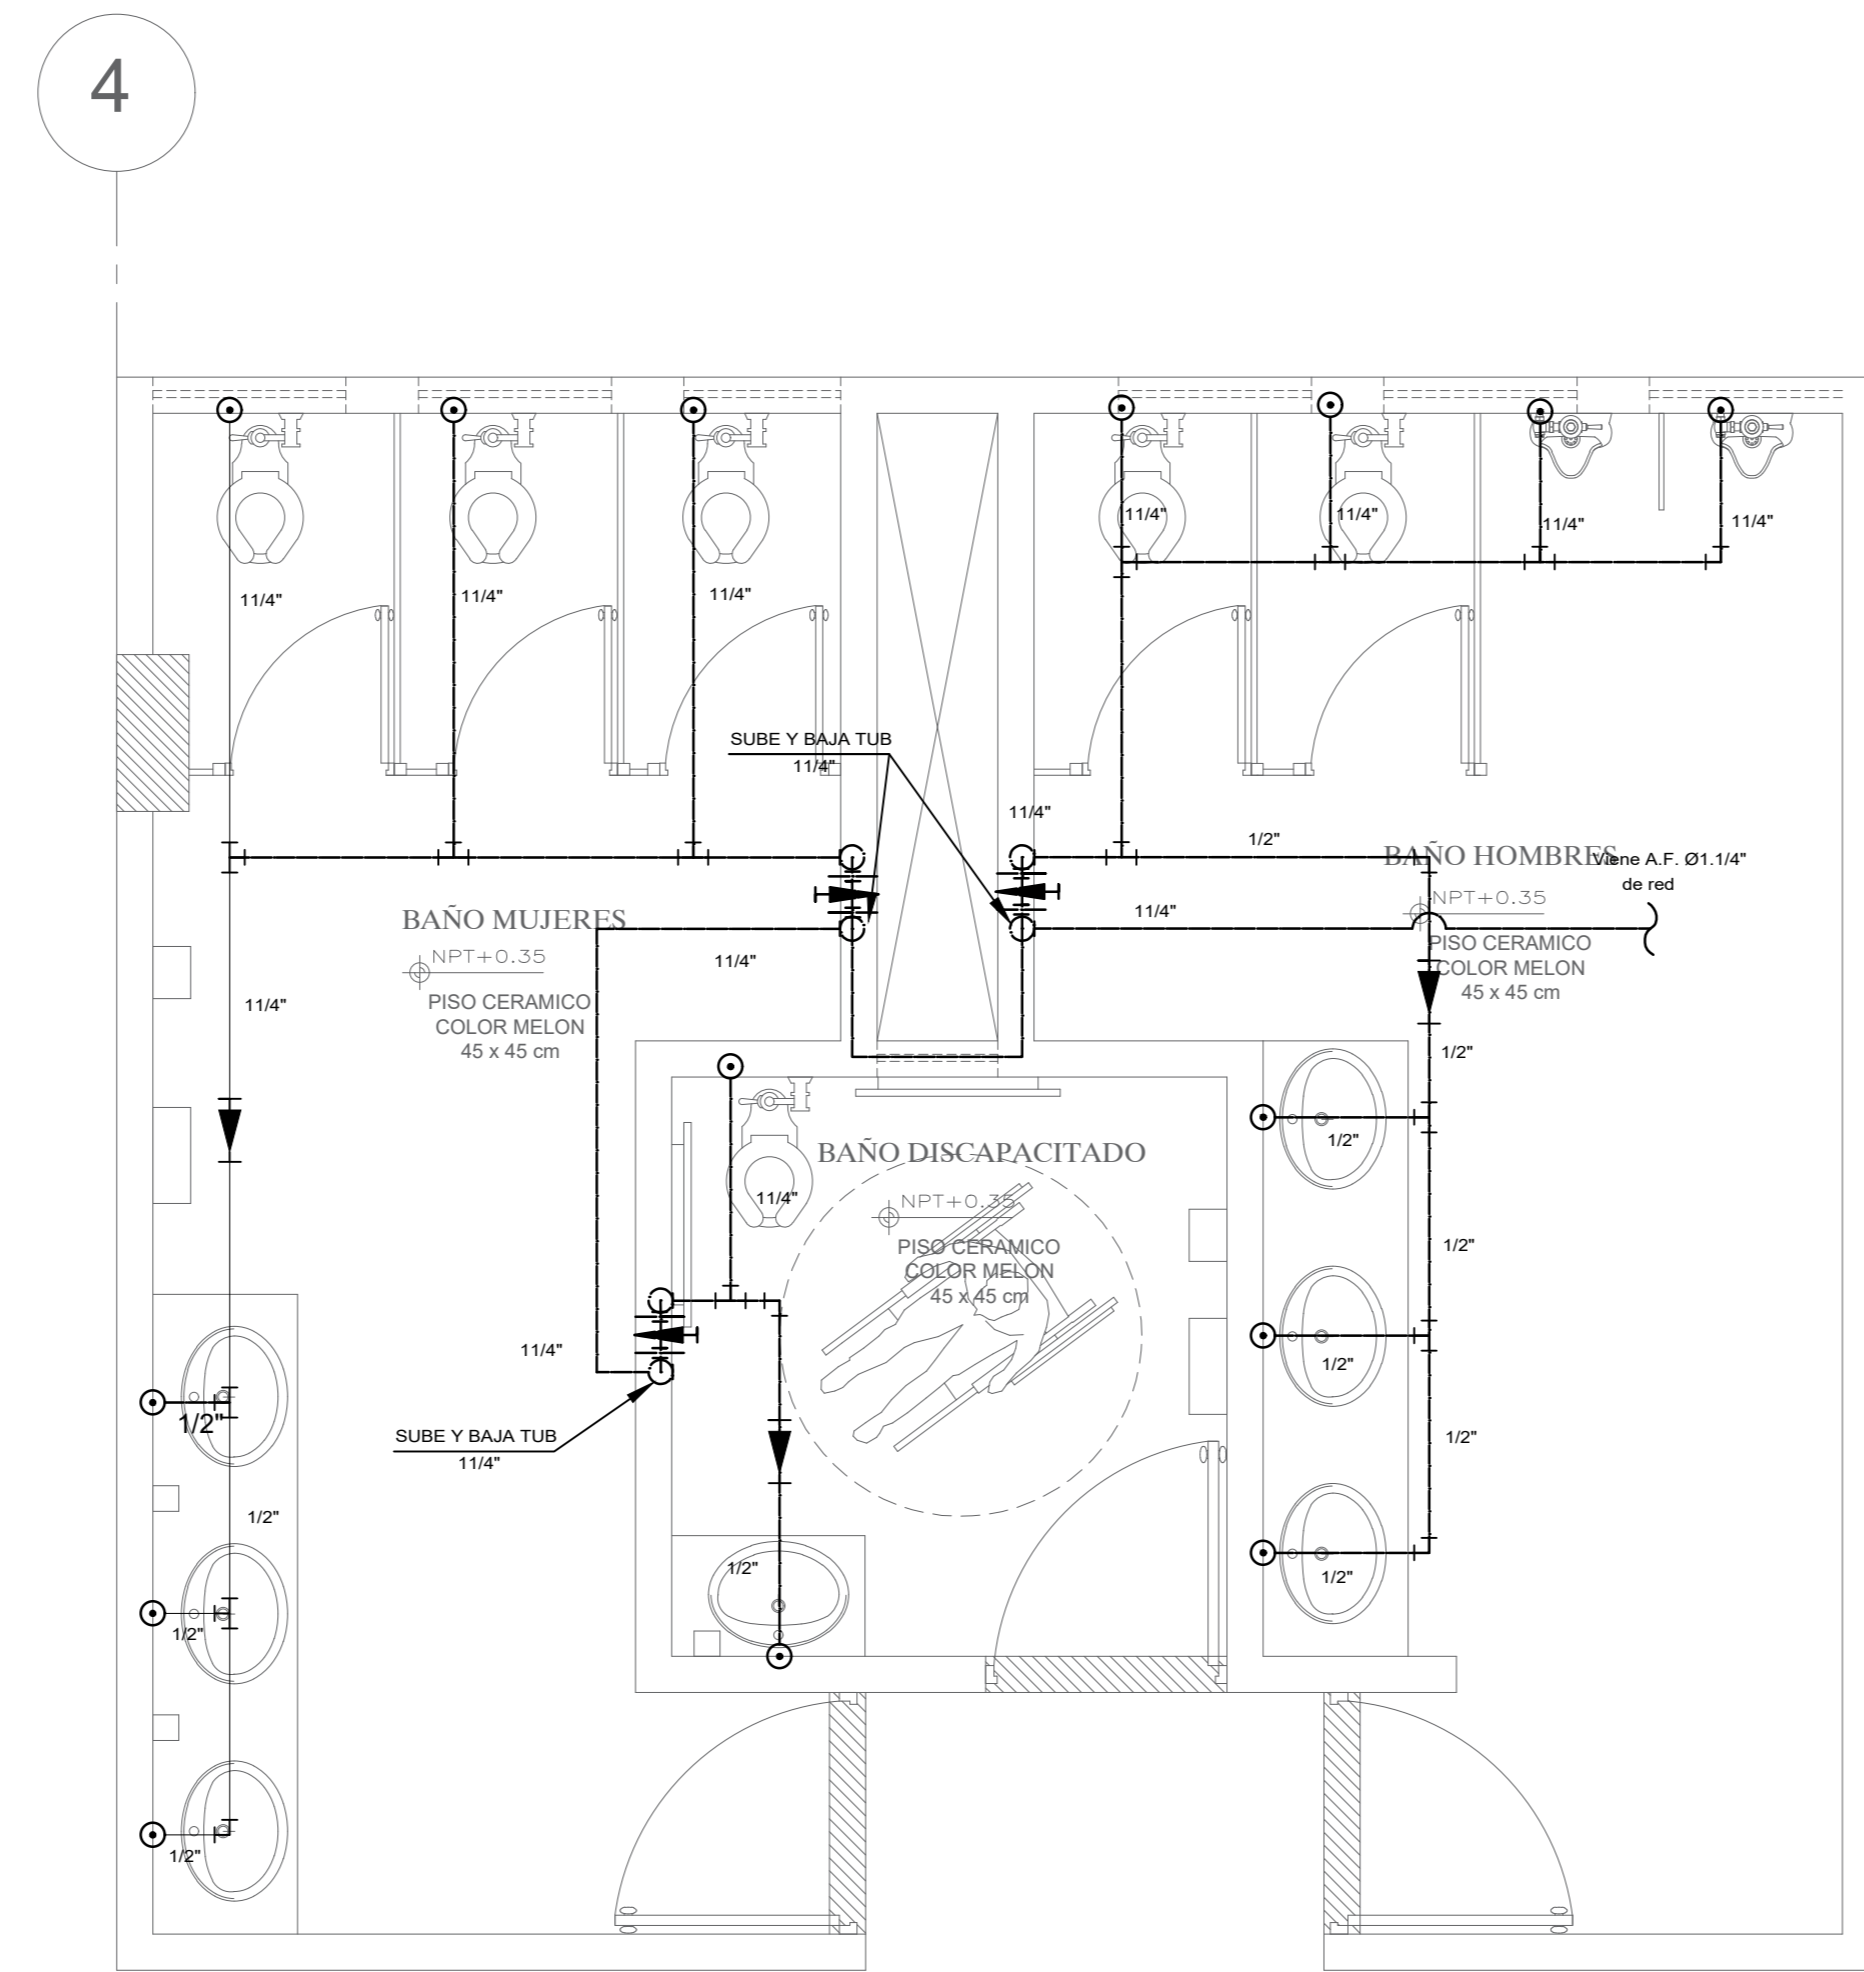 4
11/4"
11/4"
11/4"
11/4"
11/4"
11/4"
11/4"
SUBE Y BAJA TUB
11/4"
11/4"
1/2"
BAÑO HOMBRES
Viene A.F. Ø1.1/4"
de red
NPT+0.35
PISO CERAMICO
COLOR MELON
45 x 45 cm
11/4"
BAÑO MUJERES
NPT+0.35
PISO CERAMICO
COLOR MELON
45 x 45 cm
11/4"
11/4"
1/2"
1/2"
BAÑO DISCAPACITADO
11/4"
NPT+0.35
PISO CERAMICO
COLOR MELON
45 x 45 cm
1/2"
11/4"
1/2"
1/2"
SUBE Y BAJA TUB
11/4"
1/2"
1/2"
1/2"
1/2"
1/2"
1/2"
1/2"